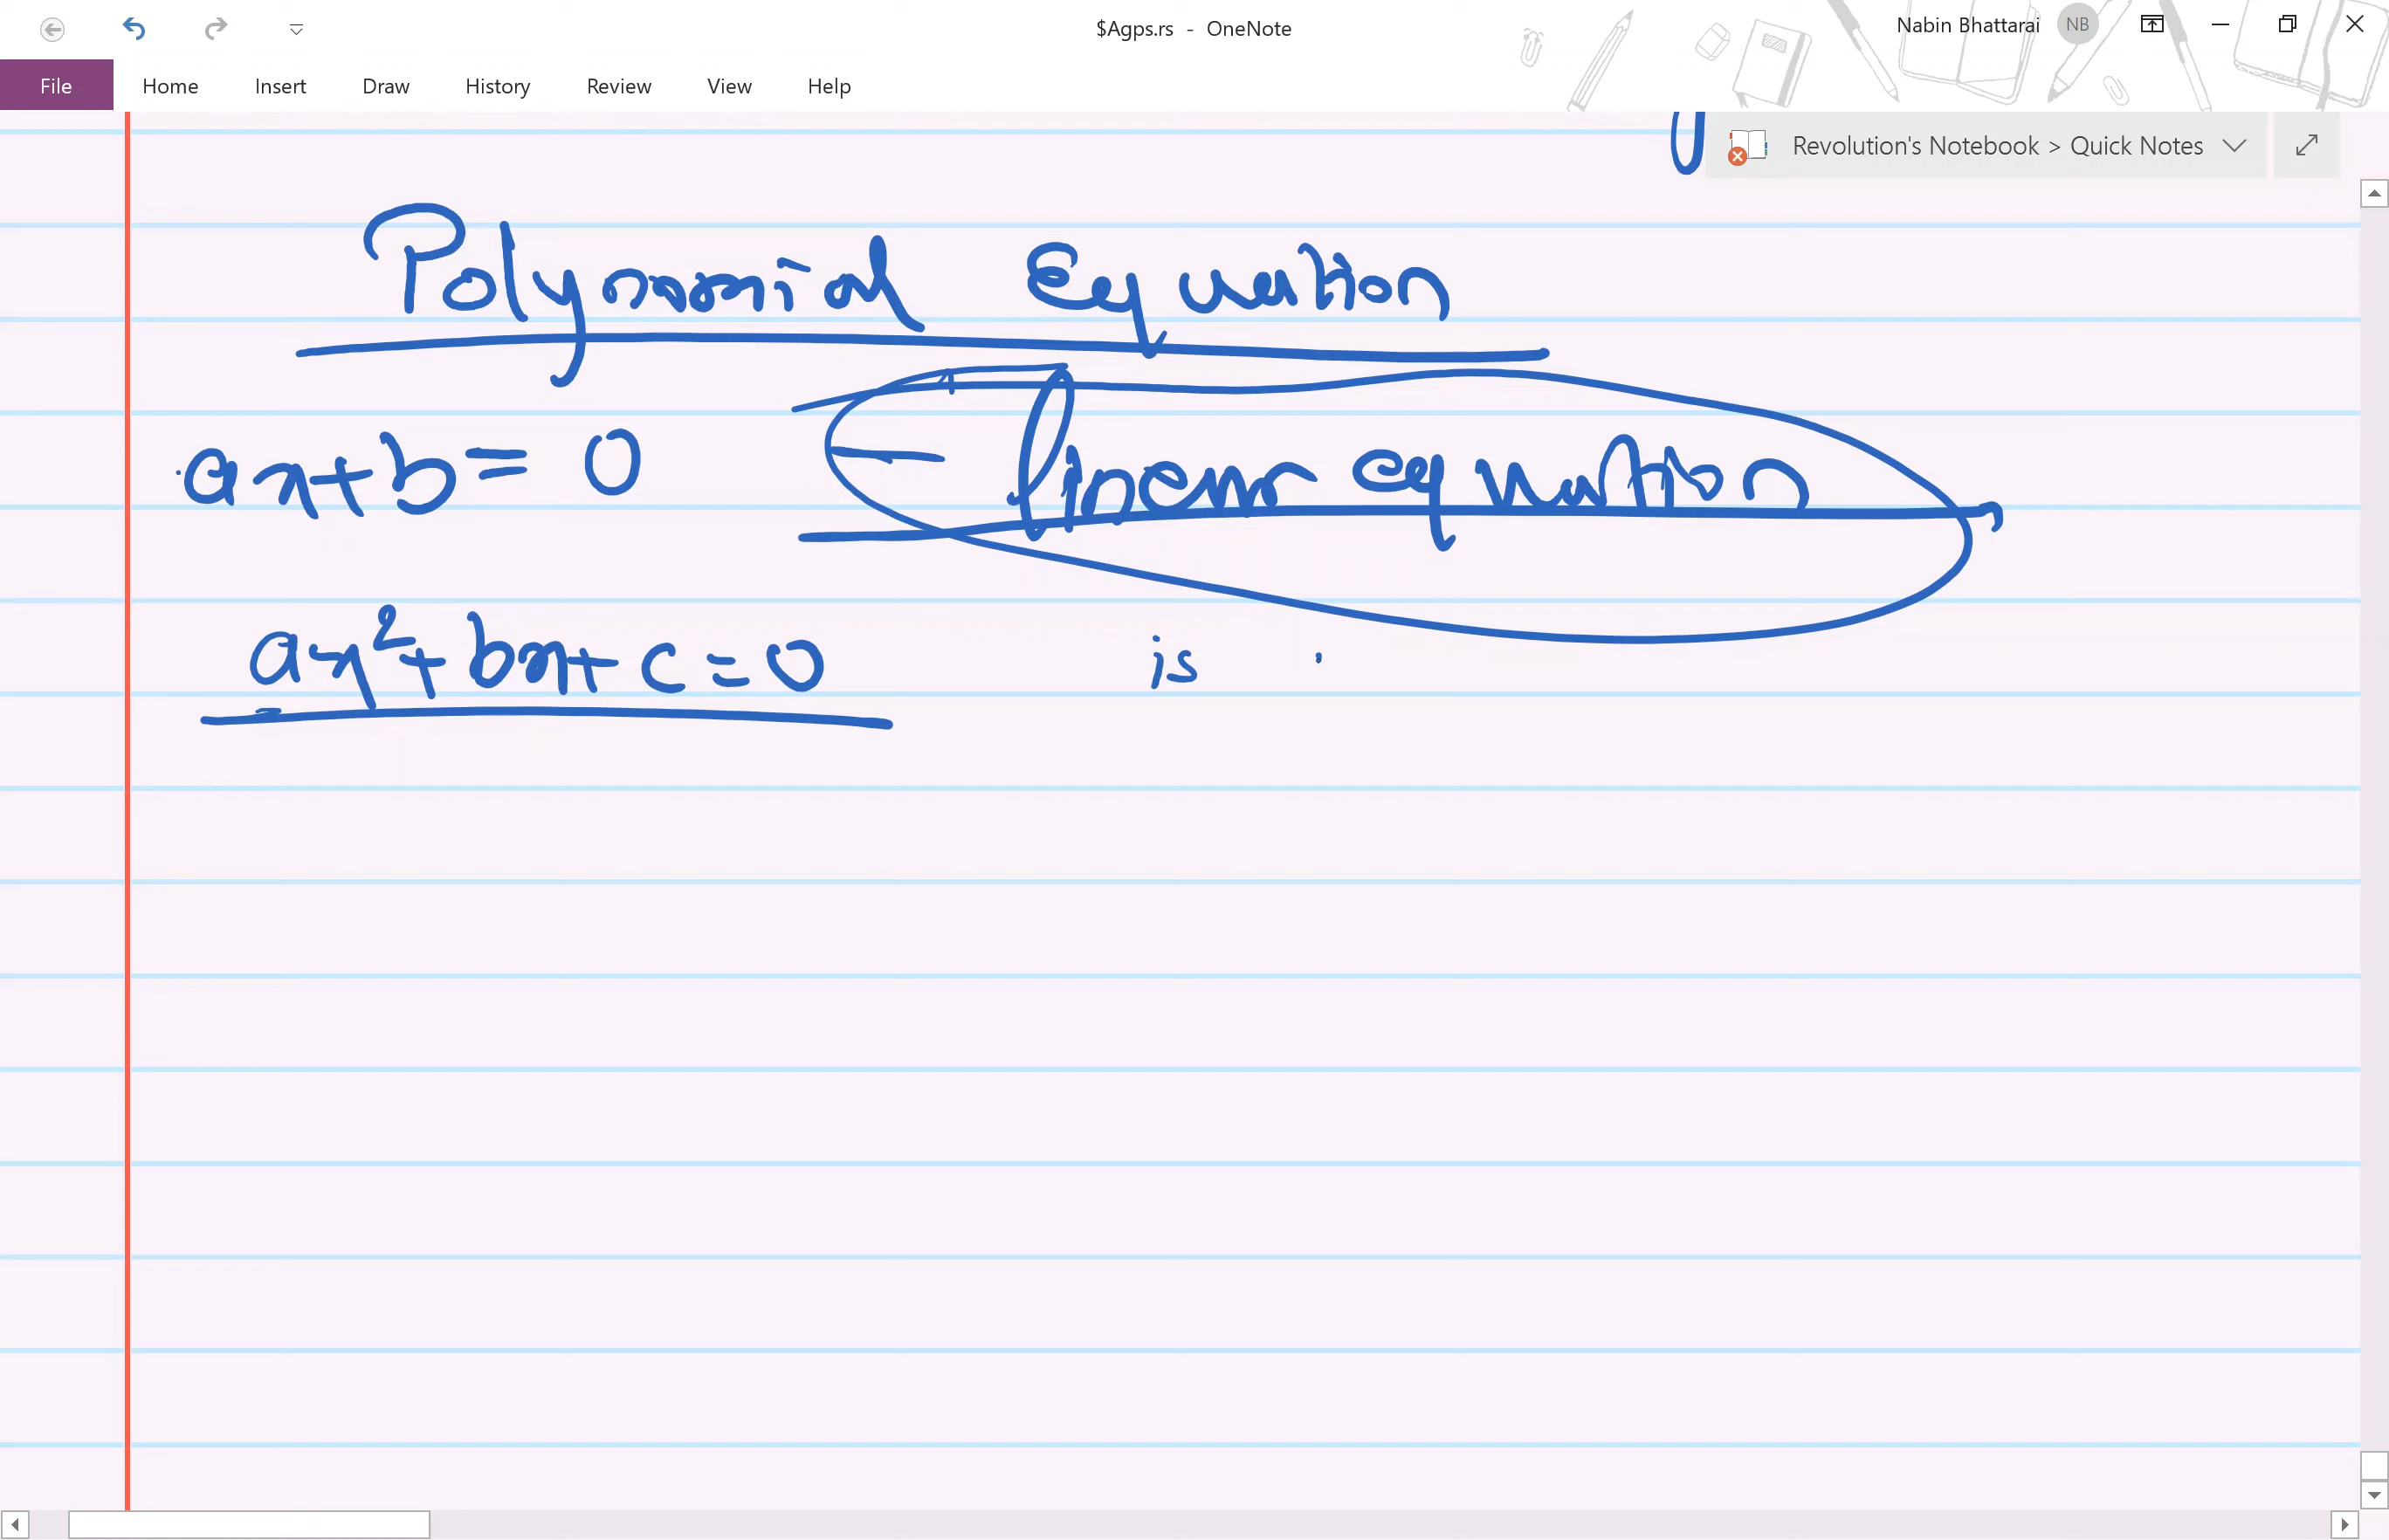 $Agps.rs - OneNote
Nabin Bhattarai NB
File Home Insert Draw History Review View Help
Revolution's Notebook > Quick Notes
Polynomial Equation
ax+b=0 linear equation
ax²+bx+c=0 is